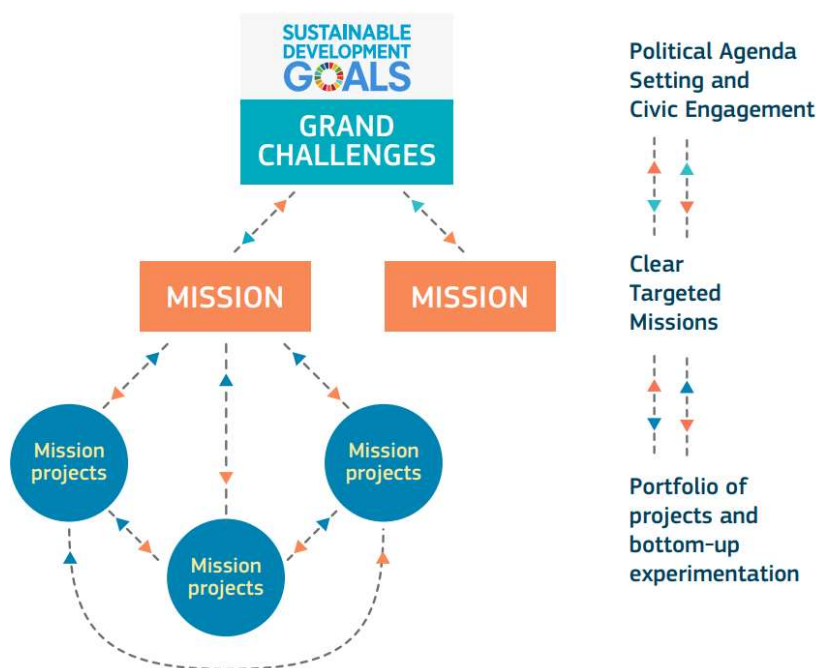 SUSTAINABLE
DEVELOPMENT
GOALS
GRAND
CHALLENGES
MISSION
MISSION
Mission
projects
Mission
projects
Mission
projects
Political Agenda
Setting and
Civic Engagement
Clear
Targeted
Missions
Portfolio of
projects and
bottom-up
experimentation